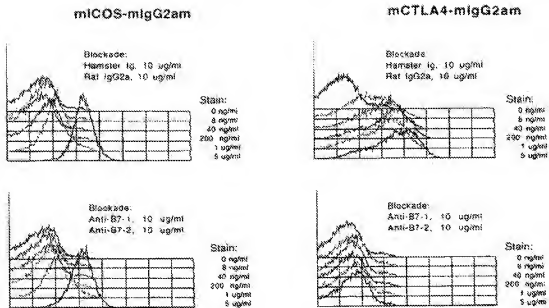 mICOS-mIgG2am
Blockade:
Hamster Ig, 10 ug/ml
Rat IgG2a, 10 ug/ml
Stain:
0 ng/ml
8 ng/ml
40 ng/ml
200 ng/ml
1 ug/ml
5 ug/ml
mCTLA4-mIgG2am
Blockade
Hamster Ig, 10 ug/ml
Rat IgG2a, 10 ug/ml
Stain:
0 ng/ml
8 ng/ml
40 ng/ml
200 ng/ml
1 ug/ml
5 ug/ml
Blockade:
Anti-B7-1, 10 ug/ml
Anti-B7-2, 10 ug/ml
Stain:
0 ng/ml
8 ng/ml
40 ng/ml
200 ng/ml
1 ug/ml
5 ug/ml
Blockade:
Anti-B7-1, 10 ug/ml
Anti-B7-2, 10 ug/ml
Stain:
0 ng/ml
8 ng/ml
40 ng/ml
200 ng/ml
1 ug/ml
5 ug/ml